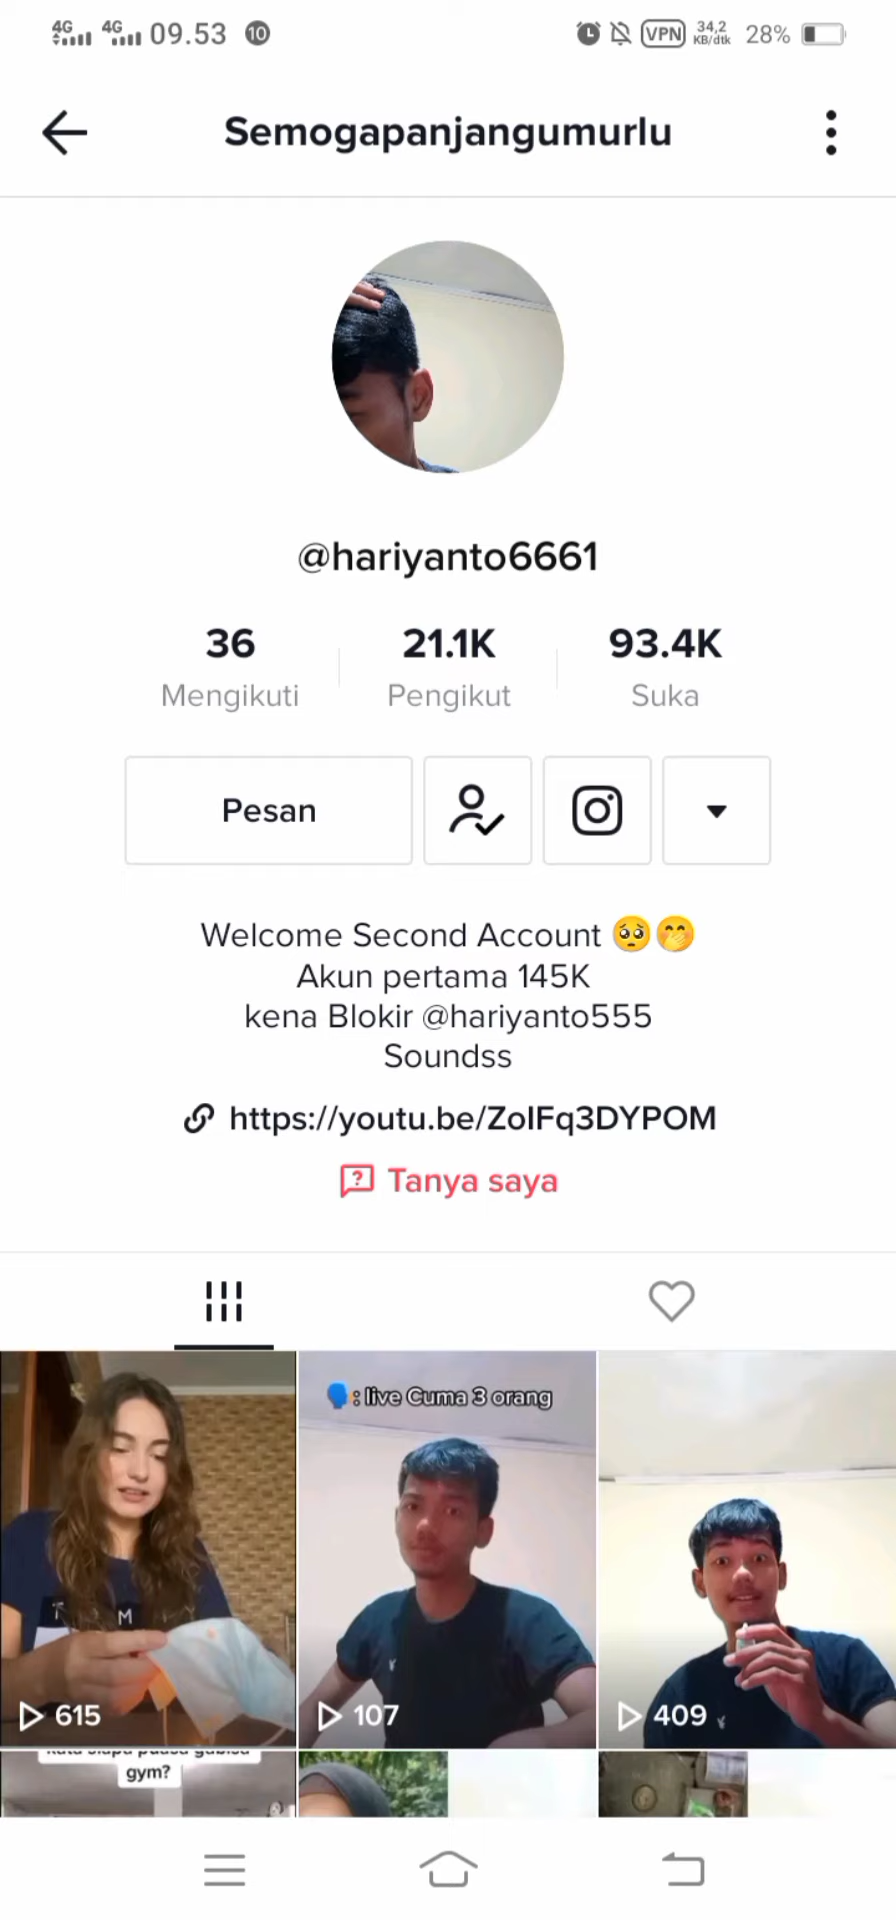 4G 4G 09.53 10 VPN 34,2 KB/dtk 28%
Semogapanjangumurlu
@hariyanto6661
36 21.1K 93.4K
Mengikuti Pengikut Suka
Pesan
Welcome Second Account 🥺🤭
Akun pertama 145K
kena Blokir @hariyanto555
Soundss
https://youtu.be/ZolFq3DYPOM
Tanya saya
🗣: live Cuma 3 orang
615 107 409
gym?